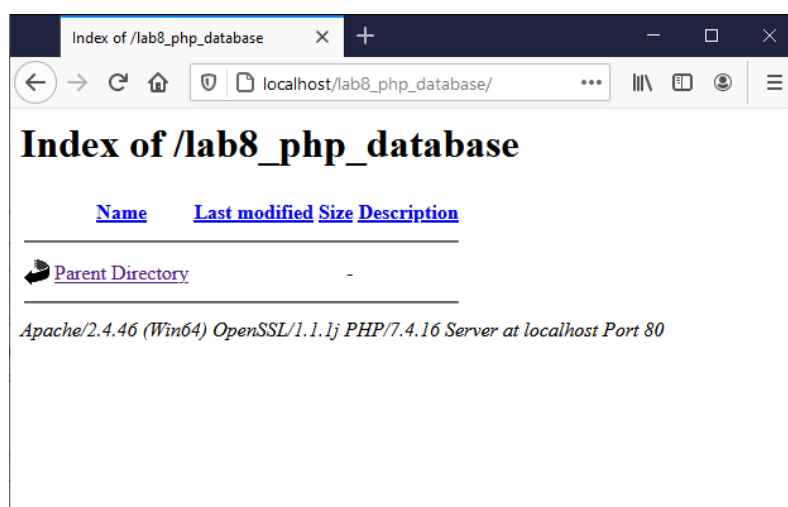 Index of /lab8_php_database
localhost/lab8_php_database/
Index of /lab8_php_database
Name Last modified Size Description
Parent Directory -
Apache/2.4.46 (Win64) OpenSSL/1.1.1j PHP/7.4.16 Server at localhost Port 80